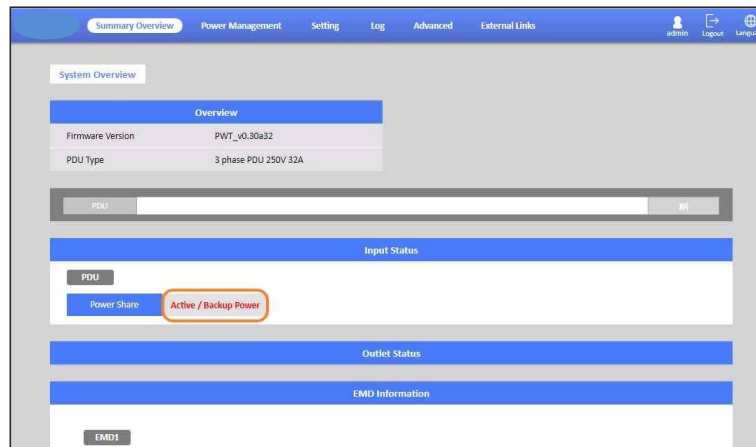 Summary Overview Power Management Setting Log Advanced External Links
admin Logout Langua
System Overview
Overview
Firmware Version PWT_v0.30a32
PDU Type 3 phase PDU 250V 32A
PDU
Input Status
PDU
Power Share Active / Backup Power
Outlet Status
EMD Information
EMD1